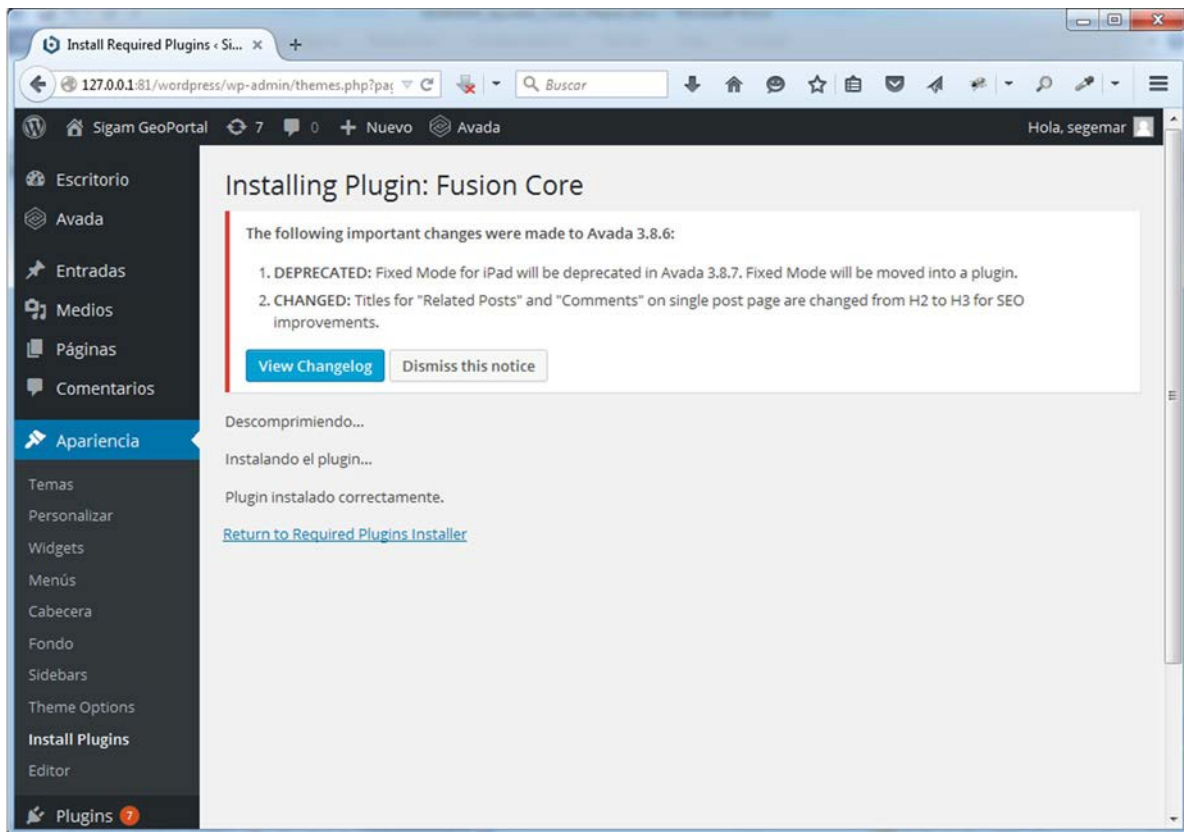 Install Required Plugins ‹ Si...
127.0.0.1:81/wordpress/wp-admin/themes.php?pag
Buscar
Sigam GeoPortal 7 0 + Nuevo Avada Hola, segemar
Escritorio
Avada
Entradas
Medios
Páginas
Comentarios
Apariencia
Temas
Personalizar
Widgets
Menús
Cabecera
Fondo
Sidebars
Theme Options
Install Plugins
Editor
Plugins 7
Installing Plugin: Fusion Core
The following important changes were made to Avada 3.8.6:
1. DEPRECATED: Fixed Mode for iPad will be deprecated in Avada 3.8.7. Fixed Mode will be moved into a plugin.
2. CHANGED: Titles for "Related Posts" and "Comments" on single post page are changed from H2 to H3 for SEO
improvements.
View Changelog Dismiss this notice
Descomprimiendo...
Instalando el plugin...
Plugin instalado correctamente.
Return to Required Plugins Installer